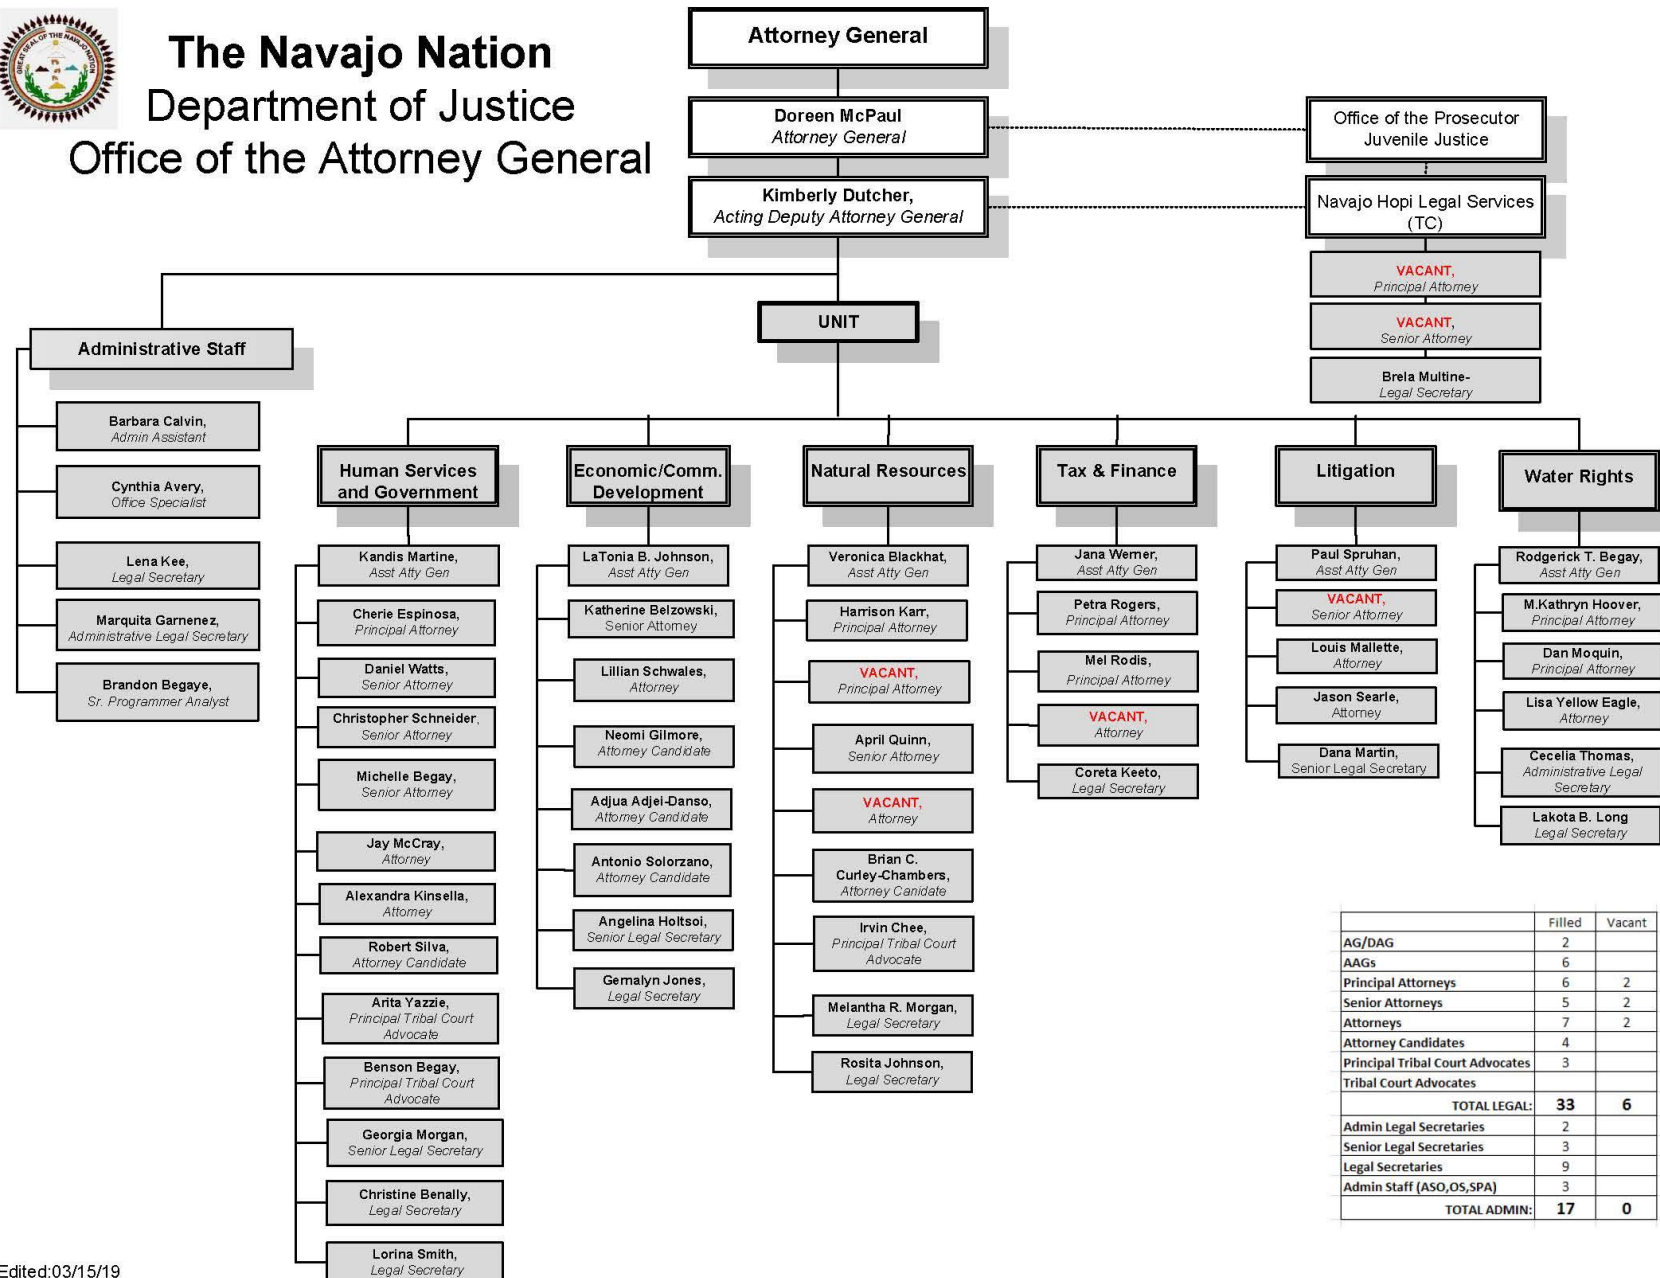 GREAT SEAL OF THE NAVAJO NATION
The Navajo Nation
Department of Justice
Office of the Attorney General
Attorney General
Doreen McPaul
Attorney General
Kimberly Dutcher,
Acting Deputy Attorney General
Office of the Prosecutor
Juvenile Justice
Navajo Hopi Legal Services
(TC)
VACANT,
Principal Attorney
VACANT,
Senior Attorney
Brela Multine-
Legal Secretary
UNIT
Administrative Staff
Barbara Calvin,
Admin Assistant
Cynthia Avery,
Office Specialist
Lena Kee,
Legal Secretary
Marquita Garnenez,
Administrative Legal Secretary
Brandon Begaye,
Sr. Programmer Analyst
Human Services
and Government
Kandis Martine,
Asst Atty Gen
Cherie Espinosa,
Principal Attorney
Daniel Watts,
Senior Attorney
Christopher Schneider,
Senior Attorney
Michelle Begay,
Senior Attorney
Jay McCray,
Attorney
Alexandra Kinsella,
Attorney
Robert Silva,
Attorney Candidate
Arita Yazzie,
Principal Tribal Court
Advocate
Benson Begay,
Principal Tribal Court
Advocate
Georgia Morgan,
Senior Legal Secretary
Christine Benally,
Legal Secretary
Lorina Smith,
Legal Secretary
Economic/Comm.
Development
LaTonia B. Johnson,
Asst Atty Gen
Katherine Belzowski,
Senior Attorney
Lillian Schwales,
Attorney
Neomi Gilmore,
Attorney Candidate
Adjua Adjei-Danso,
Attorney Candidate
Antonio Solorzano,
Attorney Candidate
Angelina Holtsoi,
Senior Legal Secretary
Gernalyn Jones,
Legal Secretary
Natural Resources
Veronica Blackhat,
Asst Atty Gen
Harrison Karr,
Principal Attorney
VACANT,
Principal Attorney
April Quinn,
Senior Attorney
VACANT,
Attorney
Brian C.
Curley-Chambers,
Attorney Canidate
Irvin Chee,
Principal Tribal Court
Advocate
Melantha R. Morgan,
Legal Secretary
Rosita Johnson,
Legal Secretary
Tax & Finance
Jana Werner,
Asst Atty Gen
Petra Rogers,
Principal Attorney
Mel Rodis,
Principal Attorney
VACANT,
Attorney
Coreta Keeto,
Legal Secretary
Litigation
Paul Spruhan,
Asst Atty Gen
VACANT,
Senior Attorney
Louis Mallette,
Attorney
Jason Searle,
Attorney
Dana Martin,
Senior Legal Secretary
Water Rights
Rodgerick T. Begay,
Asst Atty Gen
M.Kathryn Hoover,
Principal Attorney
Dan Moquin,
Principal Attorney
Lisa Yellow Eagle,
Attorney
Cecelia Thomas,
Administrative Legal
Secretary
Lakota B. Long
Legal Secretary
Filled Vacant
AG/DAG 2
AAGs 6
Principal Attorneys 6 2
Senior Attorneys 5 2
Attorneys 7 2
Attorney Candidates 4
Principal Tribal Court Advocates 3
Tribal Court Advocates
TOTAL LEGAL: 33 6
Admin Legal Secretaries 2
Senior Legal Secretaries 3
Legal Secretaries 9
Admin Staff (ASO,OS,SPA) 3
TOTAL ADMIN: 17 0
Edited:03/15/19